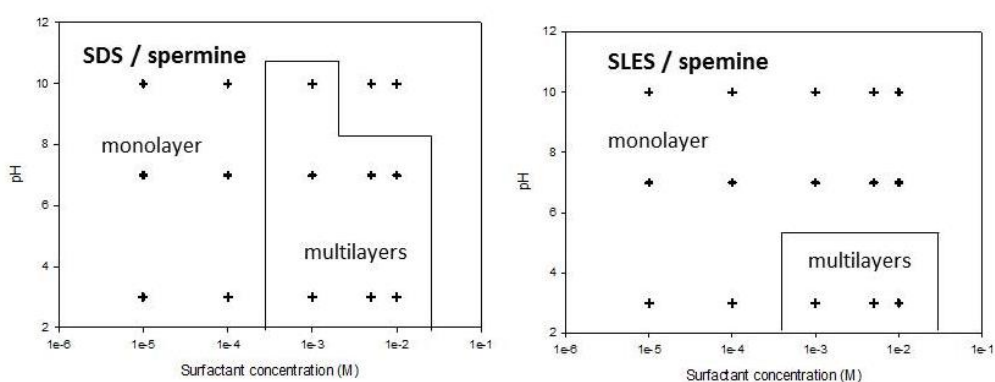 SDS / spermine
12
10
8
6
4
2
pH
monolayer
multilayers
1e-6
1e-5
1e-4
1e-3
1e-2
1e-1
Surfactant concentration (M)
SLES / spemine
12
10
8
6
4
2
pH
monolayer
multilayers
1e-6
1e-5
1e-4
1e-3
1e-2
1e-1
Surfactant concentration (M)